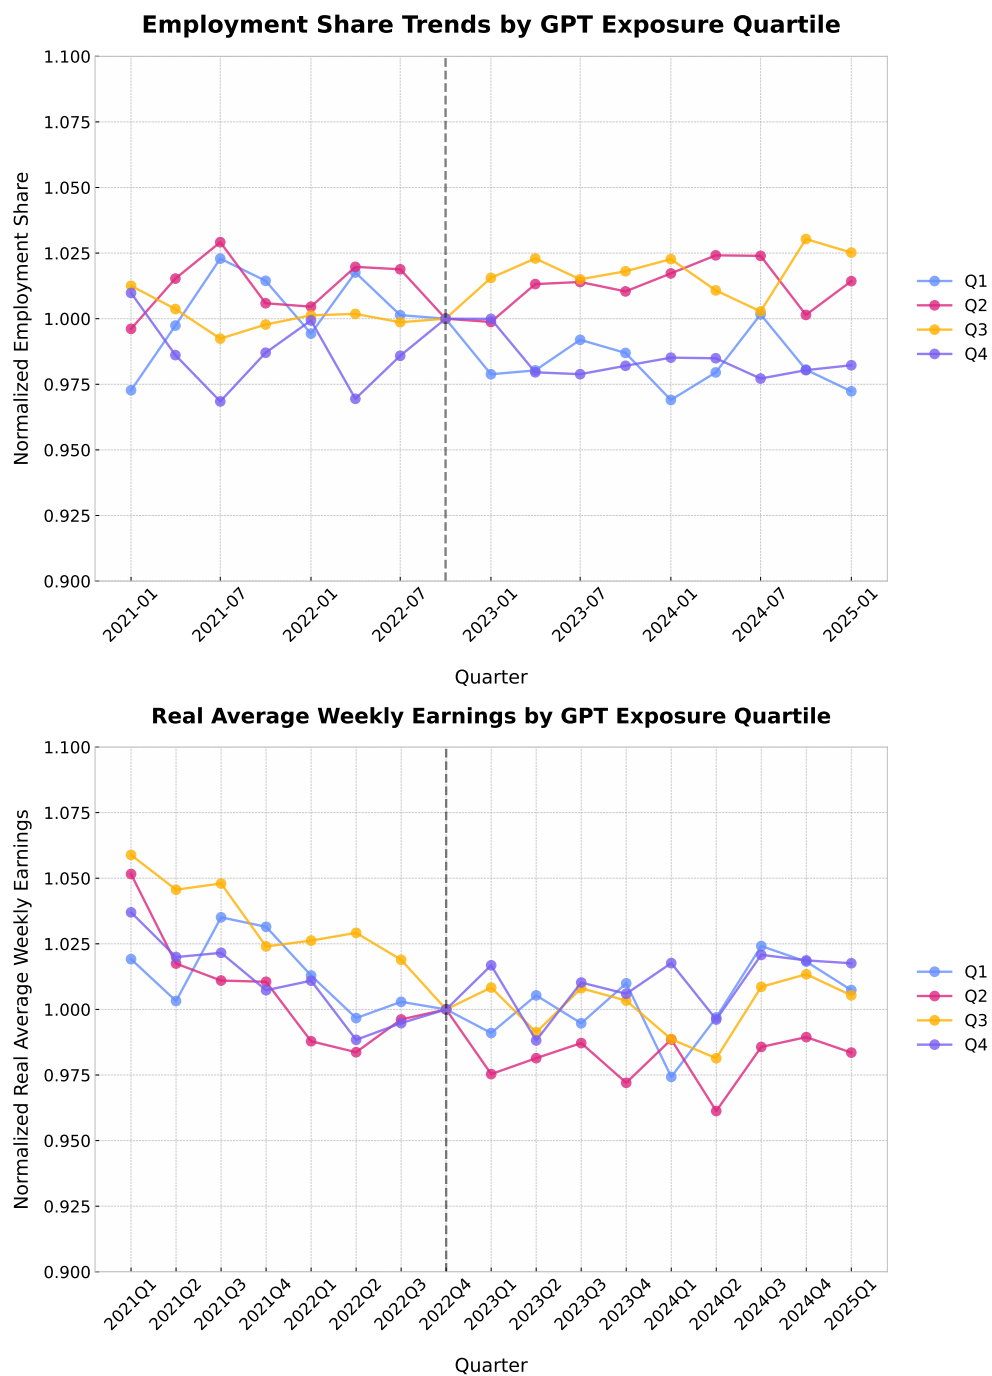 Employment Share Trends by GPT Exposure Quartile
Normalized Employment Share
1.100
1.075
1.050
1.025
1.000
0.975
0.950
0.925
0.900
2021-01
2021-07
2022-01
2022-07
2023-01
2023-07
2024-01
2024-07
2025-01
Quarter
Q1
Q2
Q3
Q4
Real Average Weekly Earnings by GPT Exposure Quartile
Normalized Real Average Weekly Earnings
1.100
1.075
1.050
1.025
1.000
0.975
0.950
0.925
0.900
2021Q1
2021Q2
2021Q3
2021Q4
2022Q1
2022Q2
2022Q3
2022Q4
2023Q1
2023Q2
2023Q3
2023Q4
2024Q1
2024Q2
2024Q3
2024Q4
2025Q1
Quarter
Q1
Q2
Q3
Q4